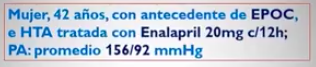 Mujer, 42 años, con antecedente de EPOC,
e HTA tratada con Enalapril 20mg c/12h;
PA: promedio 156/92 mmHg